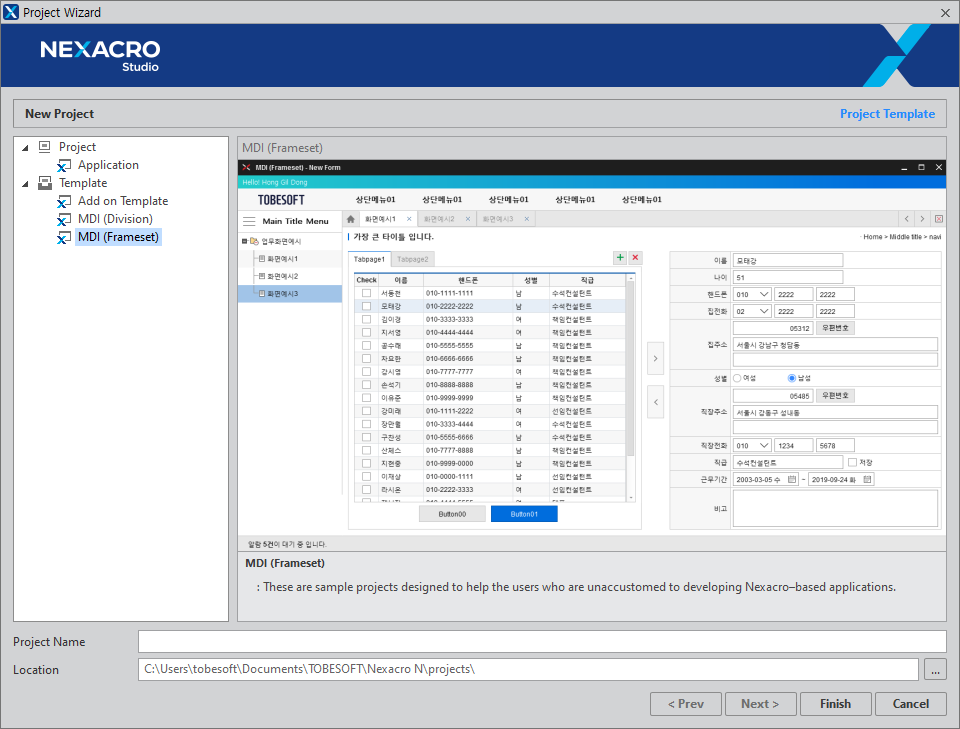 Project Wizard
NEXACRO
Studio
New Project
Project Template
Project
Application
Template
Add on Template
MDI (Division)
MDI (Frameset)
MDI (Frameset)
MDI (Frameset) - New Form
Hello! Hong Gil Dong
TOBESOFT 상단메뉴01 상단메뉴01 상단메뉴01 상단메뉴01 상단메뉴01
Main Title Menu 화면예시1 화면예시2 화면예시3
업무화면예시
화면예시1
화면예시2
화면예시3
가장 큰 타이틀 입니다. Home > Middle title > navi
Tabpage1 Tabpage2
Check 이름 핸드폰 성별 직급
서동현 010-1111-1111 남 수석컨설턴트
모태강 010-2222-2222 남 수석컨설턴트
김이경 010-3333-3333 여 책임컨설턴트
지서영 010-4444-4444 여 책임컨설턴트
공수래 010-5555-5555 남 책임컨설턴트
자요한 010-6666-6666 남 책임컨설턴트
강시영 010-7777-7777 여 책임컨설턴트
손석기 010-8888-8888 남 책임컨설턴트
이유준 010-9999-9999 남 책임컨설턴트
강미래 010-1111-2222 여 선임컨설턴트
장만월 010-3333-4444 여 수석컨설턴트
구찬성 010-5555-6666 남 수석컨설턴트
산체스 010-7777-8888 남 책임컨설턴트
지현중 010-9999-0000 남 책임컨설턴트
이재상 010-0000-1111 남 선임컨설턴트
라시온 010-2222-3333 여 선임컨설턴트
Button00 Button01
이름 모태강
나이 51
핸드폰 010 2222 2222
집전화 02 2222 2222
집주소 05312 우편번호
서울시 강남구 청담동
성별 여성 남성
직장주소 05485 우편번호
서울시 강동구 성내동
직장전화 010 1234 5678
직급 수석컨설턴트 저장
근무기간 2003-03-05 수 ~ 2019-09-24 화
비고
알람 5건이 대기 중 입니다.
MDI (Frameset)
: These are sample projects designed to help the users who are unaccustomed to developing Nexacro–based applications.
Project Name
Location C:\Users\tobesoft\Documents\TOBESOFT\Nexacro N\projects\ ...
< Prev Next > Finish Cancel